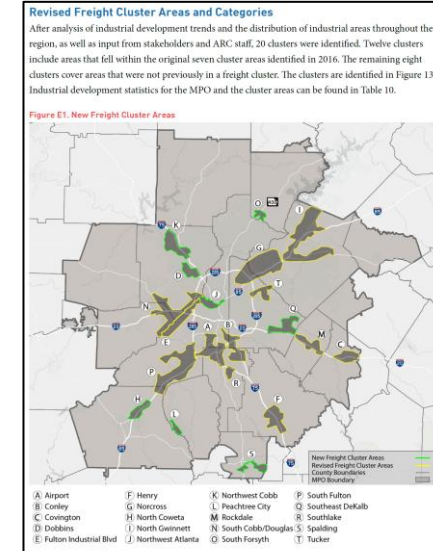 Revised Freight Cluster Areas and Categories
After analysis of industrial development trends and the distribution of industrial areas throughout the
region, as well as input from stakeholders and ARC staff, 20 clusters were identified. Twelve clusters
include areas that fell within the original seven cluster areas identified in 2016. The remaining eight
clusters cover areas that were not previously in a freight cluster. The clusters are identified in Figure 13
Industrial development statistics for the MPO and the cluster areas can be found in Table 10.
Figure E1. New Freight Cluster Areas
O
I
K
G
D
T
J
N
Q
A
B
M
C
E
P
R
H
L
F
S
New Freight Cluster Areas
Revised Freight Cluster Areas
County Boundaries
MPO Boundary
A Airport
B Conley
C Covington
D Dobbins
E Fulton Industrial Blvd
F Henry
G Norcross
H North Coweta
I North Gwinnett
J Northwest Atlanta
K Northwest Cobb
L Peachtree City
M Rockdale
N South Cobb/Douglas
O South Forsyth
P South Fulton
Q Southeast DeKalb
R Southlake
S Spalding
T Tucker